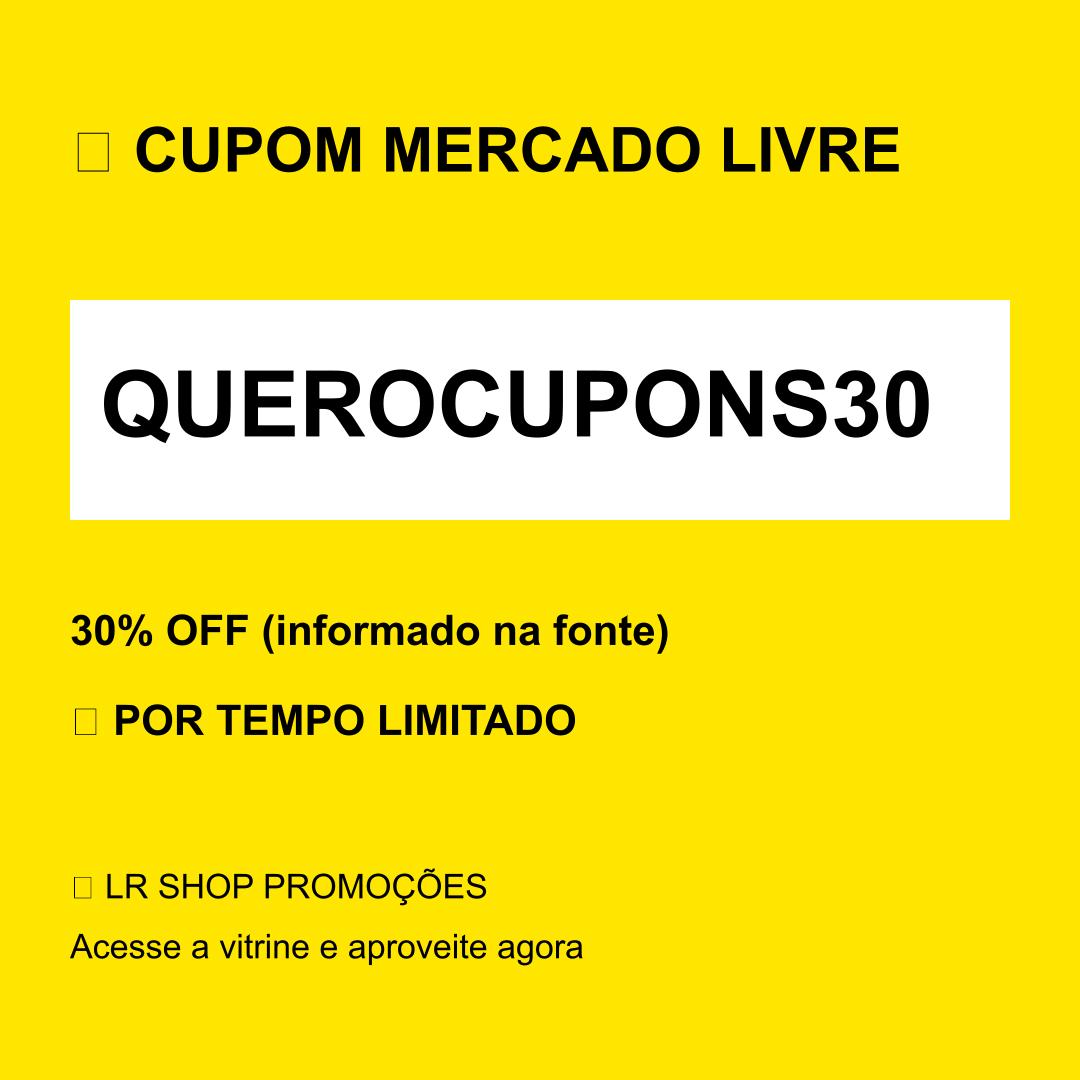 CUPOM MERCADO LIVRE
QUEROCUPONS30
30% OFF (informado na fonte)
POR TEMPO LIMITADO
LR SHOP PROMOÇÕES
Acesse a vitrine e aproveite agora